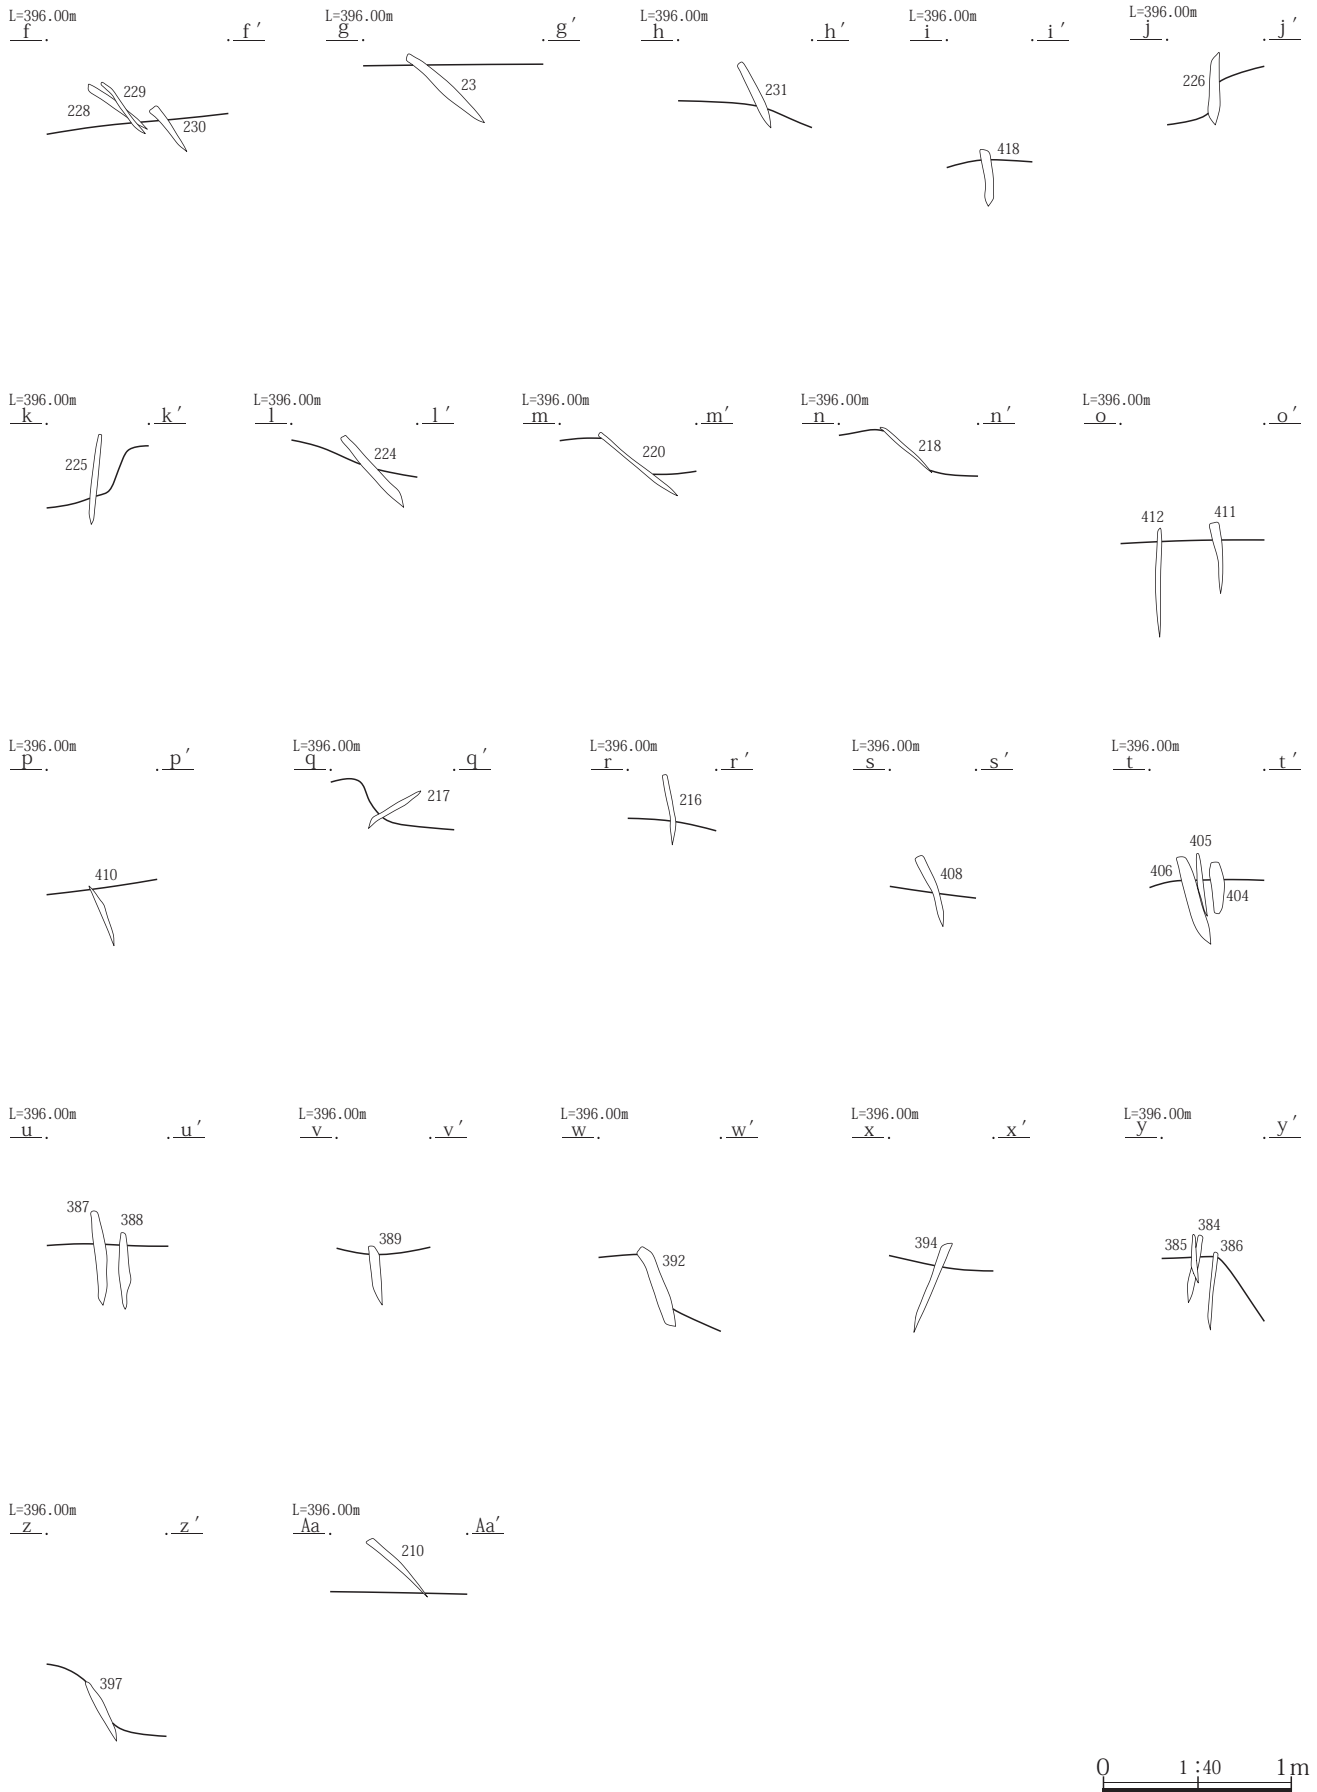 L=396.00m L=396.00m L=396.00m L=396.00m L=396.00m
f f′ g g′ h h′ i i′ j j′
228 229 230 23 231 418 226
L=396.00m L=396.00m L=396.00m L=396.00m L=396.00m
k k′ l l′ m m′ n n′ o o′
225 224 220 218 412 411
L=396.00m L=396.00m L=396.00m L=396.00m L=396.00m
p p′ q q′ r r′ s s′ t t′
410 217 216 408 406 405 404
L=396.00m L=396.00m L=396.00m L=396.00m L=396.00m
u u′ v v′ w w′ x x′ y y′
387 388 389 392 394 385 384 386
L=396.00m L=396.00m
z z′ Aa Aa′
397 210
0 1:40 1m